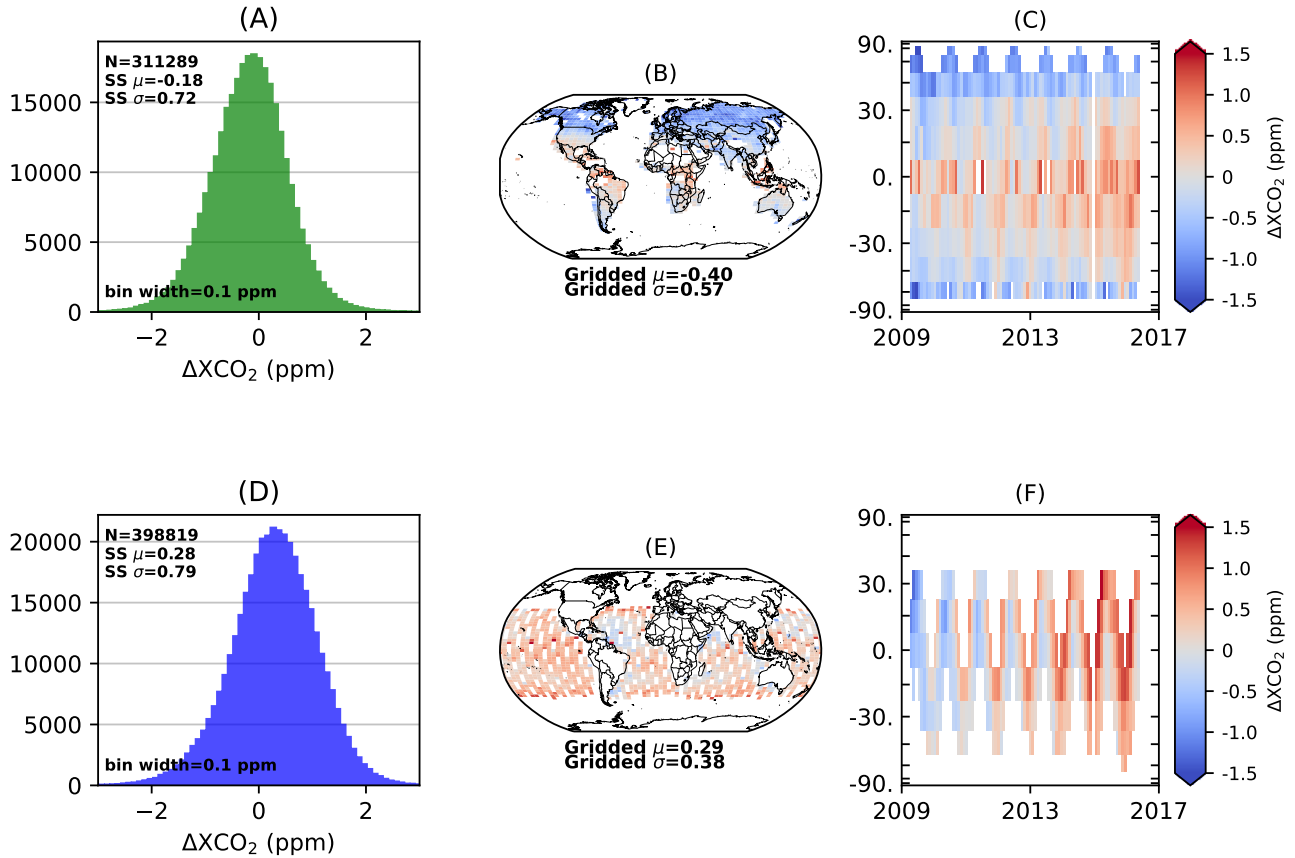 (A)
N=311289
SS μ=-0.18
SS σ=0.72
15000
10000
5000
0
bin width=0.1 ppm
−2 0 2
ΔXCO₂ (ppm)
(B)
Gridded μ=-0.40
Gridded σ=0.57
(C)
90.
30.
0.
-30.
-90.
2009 2013 2017
1.5
1.0
0.5
0
-0.5
-1.0
-1.5
ΔXCO₂ (ppm)
(D)
N=398819
SS μ=0.28
SS σ=0.79
20000
15000
10000
5000
0
bin width=0.1 ppm
−2 0 2
ΔXCO₂ (ppm)
(E)
Gridded μ=0.29
Gridded σ=0.38
(F)
90.
30.
0.
-30.
-90.
2009 2013 2017
1.5
1.0
0.5
0
-0.5
-1.0
-1.5
ΔXCO₂ (ppm)